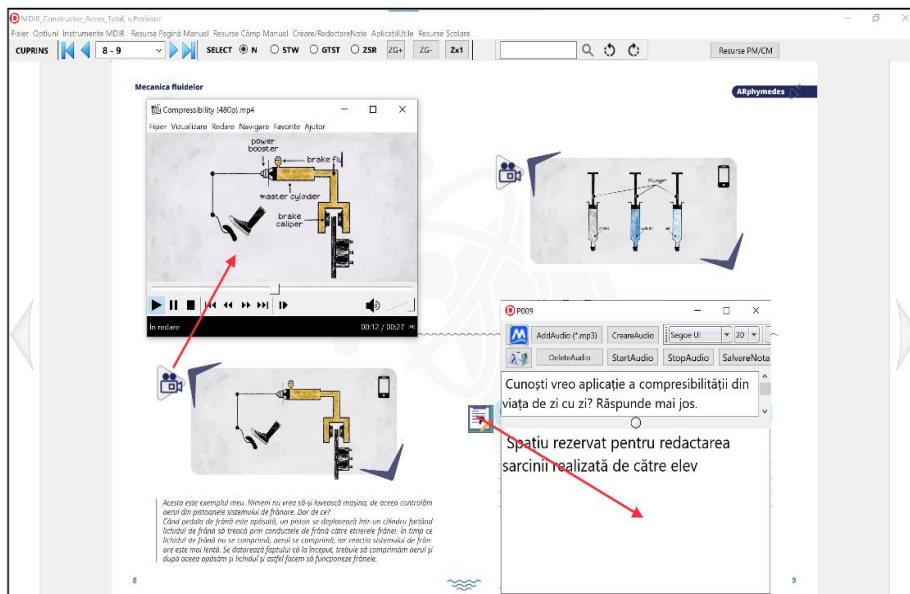 MDIR_Constructor_Acces_Total, v.Profesor
Fisier Optiuni Instrumente MDIR Resurse Pagină Manual Resurse Câmp Manual Creare/RedactareNote AplicațiiUtile Resurse Școlare
CUPRINS 8 - 9 SELECT N STW GTST ZSR ZG+ ZG- Zx1 Resurse PM/CM
Mecanica fluidelor
ARphymedes
Compressibility (480p).mp4
Fișier Vizualizare Redare Navigare Favorite Ajutor
power
booster
brake flu
master cylinder
brake
caliper
În redare 00:12 / 00:27
Plunger
water
P009
AddAudio (*.mp3) CreareAudio Segoe UI 20
DeleteAudio StartAudio StopAudio SalvareNota
Cunoști vreo aplicație a compresibilității din
viața de zi cu zi? Răspunde mai jos.
Spațiu rezervat pentru redactarea
sarcinii realizată de către elev
Acesta este exemplul meu. Nimeni nu vrea să-și lovească mașina, de aceea controlăm
aerul din pistoanele sistemului de frânare. Dar de ce?
Când pedala de frână este apăsată, un piston se deplasează într-un cilindru forțând
lichidul de frână să treacă prin conductele de frână către etrierele frânei. În timp ce
lichidul de frână nu se comprimă, aerul se comprimă, iar reacția sistemului de frân-
are este mai lentă. Se datorează faptului că la început, trebuie să comprimăm aerul și
după aceea apăsăm și lichidul și astfel facem să funcționeze frânele.
8
9